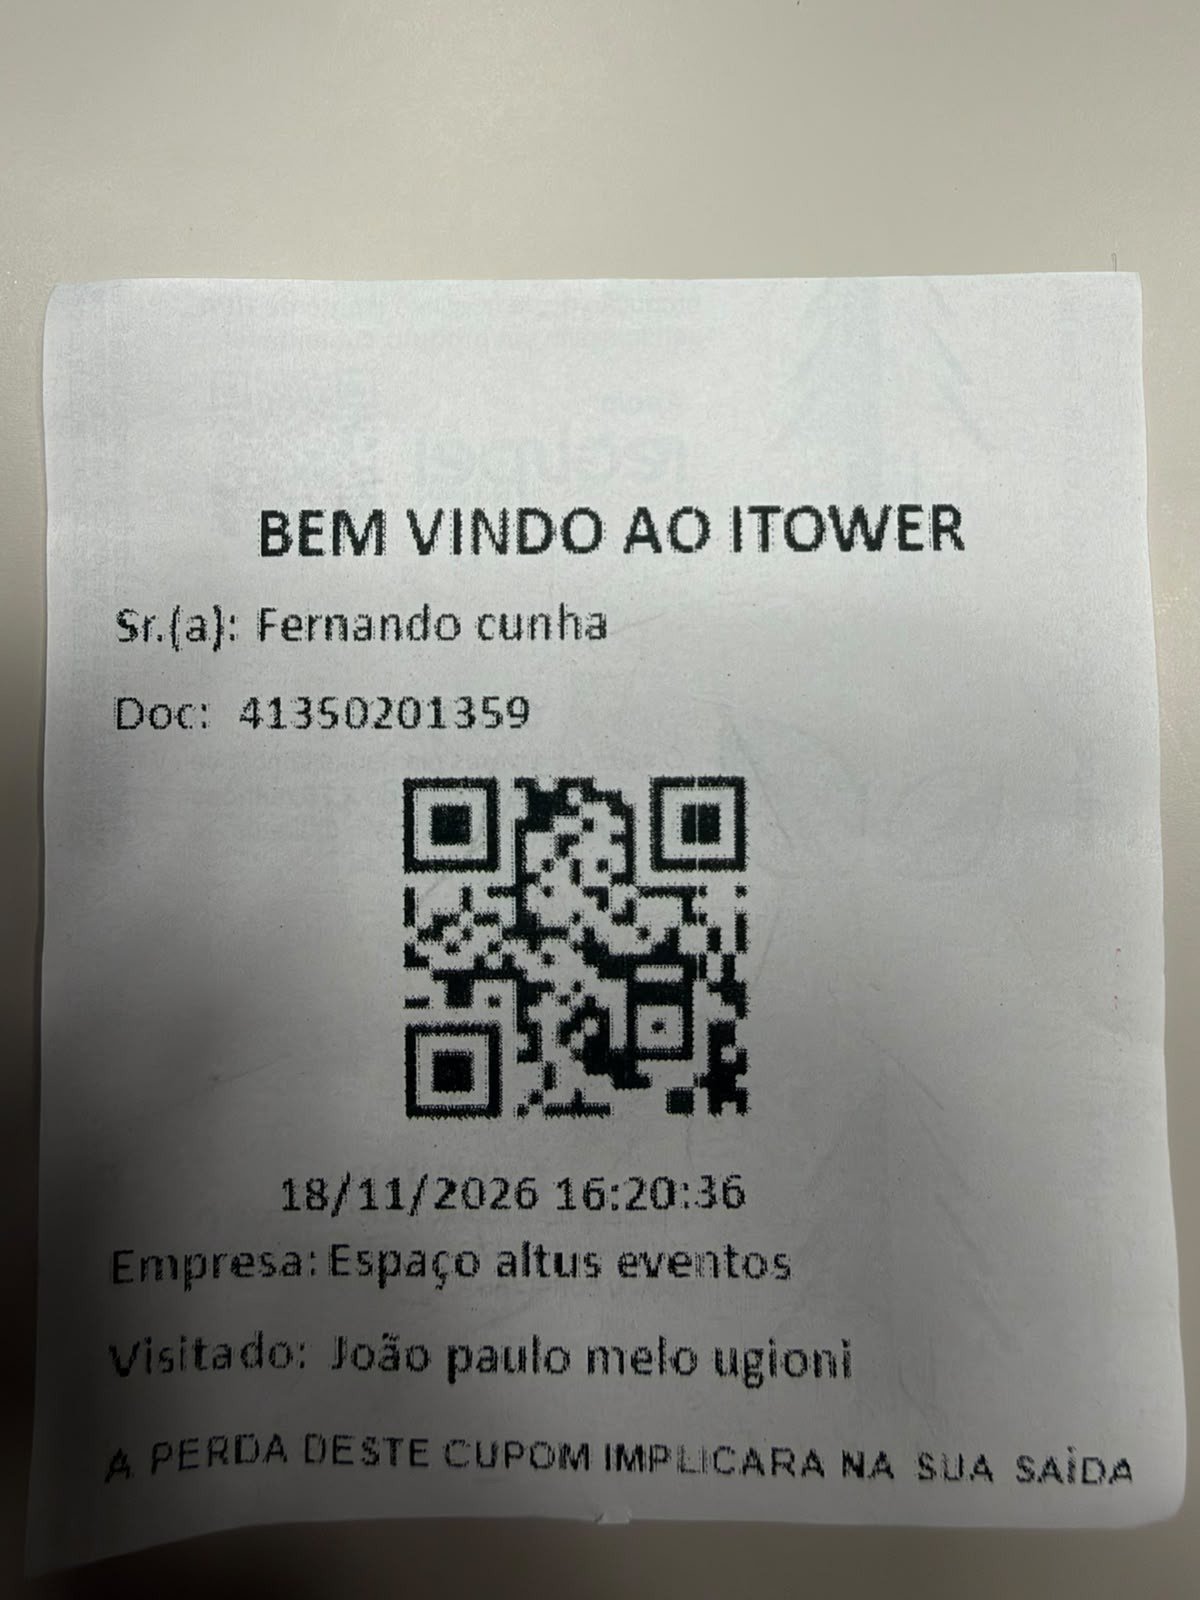 BEM VINDO AO ITOWER
Sr.(a): Fernando cunha
Doc: 41350201359
18/11/2026 16:20:36
Empresa: Espaço altus eventos
Visitado: João paulo melo ugioni
A PERDA DESTE CUPOM IMPLICARA NA SUA SAÍDA